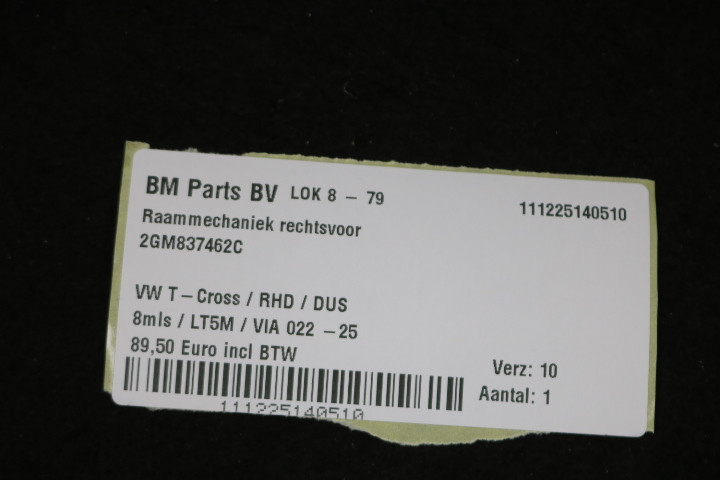 BM Parts BV LOK 8 - 79
111225140510
Raammechaniek rechtsvoor
2GM837462C
VW T-Cross / RHD / DUS
8mls / LT5M / VIA 022 -25
89,50 Euro incl BTW
Verz: 10
Aantal: 1
111225140510